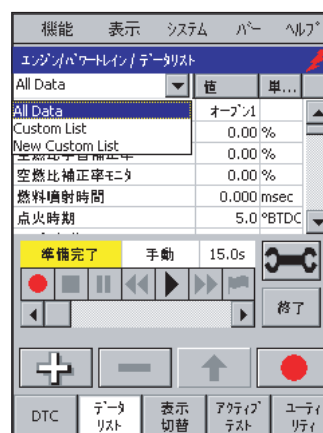 機能 表示 システム バー ヘルプ
エンジン/パワートレイン / データリスト
All Data 値 単...
All Data オープン1
Custom List 0.00 %
New Custom List 0.00 %
空燃比補正率モニタ 0.00 %
燃料噴射時間 0.000 msec
点火時期 5.0 °BTDC
準備完了 手動 15.0s
終了
DTC データリスト 表示切替 アクティブテスト ユーティリティ